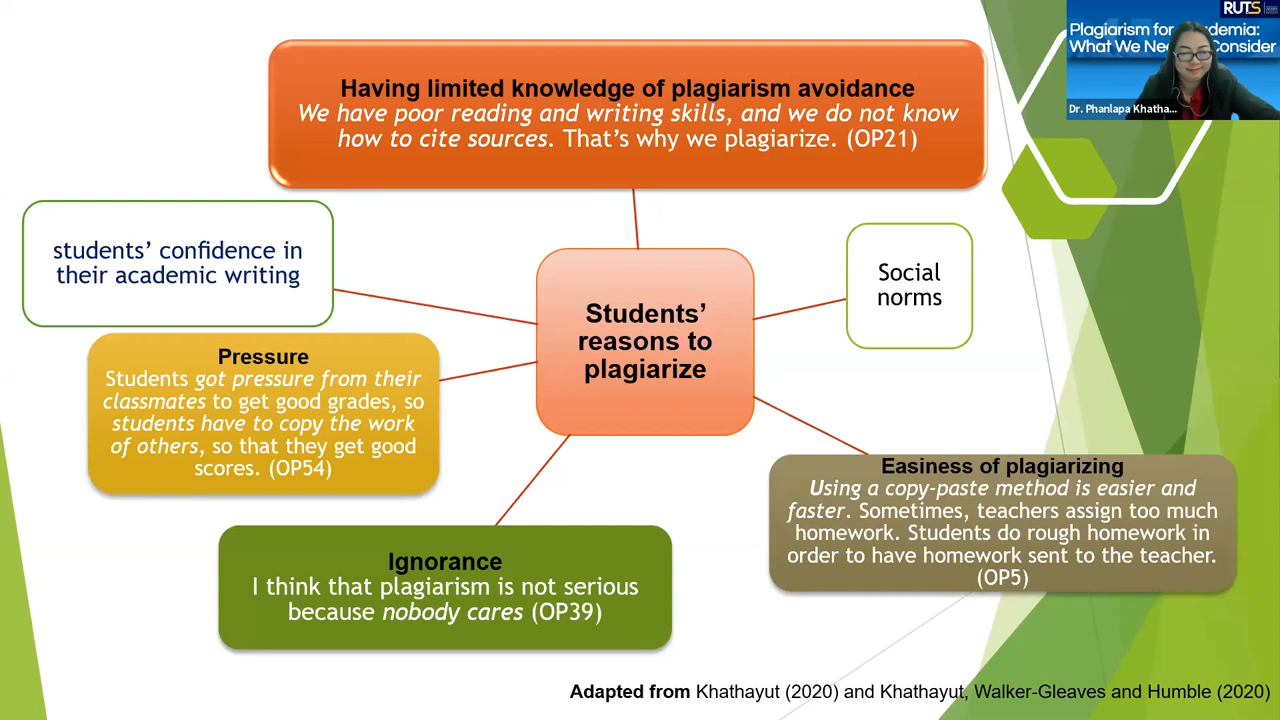 RUTS
Plagiarism for
demia:
What We Ne
Consider
Dr. Phanlapa Khatha...
Having limited knowledge of plagiarism avoidance
We have poor reading and writing skills, and we do not know
how to cite sources. That's why we plagiarize. (OP21)
students' confidence in
their academic writing
Social
norms
Students'
reasons to
plagiarize
Pressure
Students got pressure from their
classmates to get good grades, so
students have to copy the work
of others, so that they get good
scores. (OP54)
Easiness of plagiarizing
Using a copy-paste method is easier and
faster. Sometimes, teachers assign too much
homework. Students do rough homework in
order to have homework sent to the teacher.
(OP5)
Ignorance
I think that plagiarism is not serious
because nobody cares (OP39)
Adapted from Khathayut (2020) and Khathayut, Walker-Gleaves and Humble (2020)